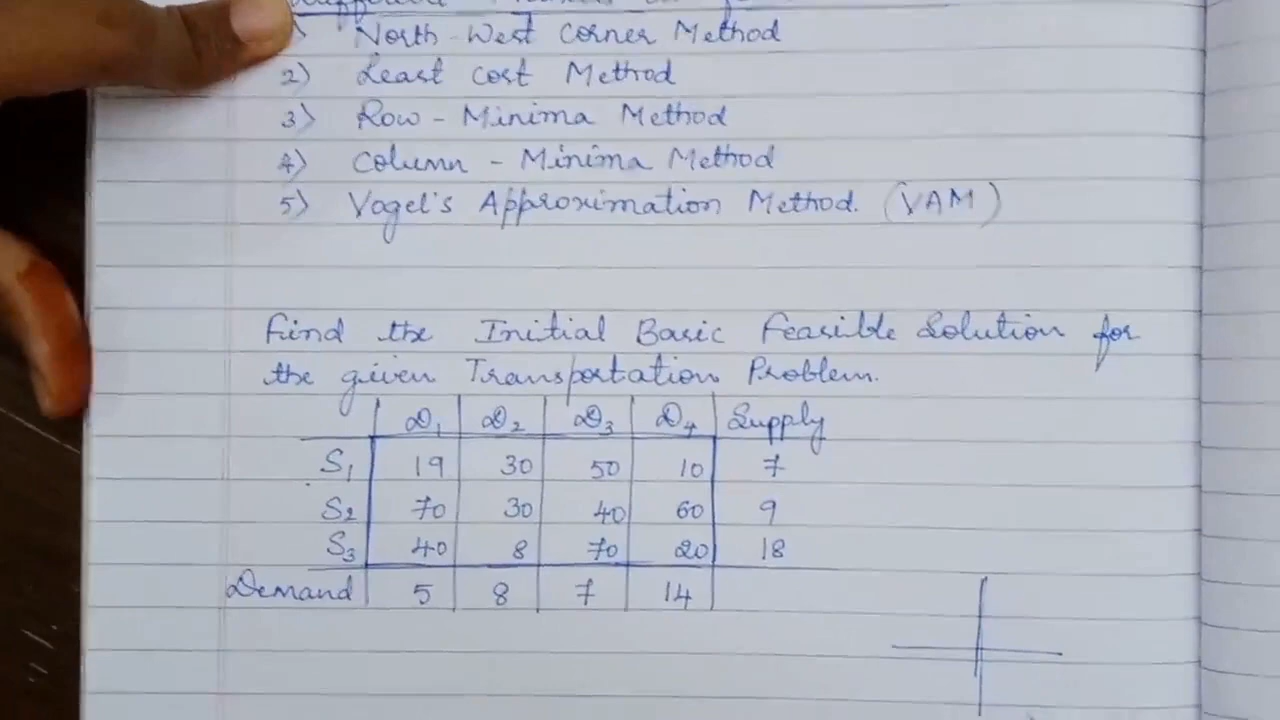 North-West Corner Method
2) Least cost Method
3) Row - Minima Method
4) Column - Minima Method
5) Vogel's Approximation Method. (VAM)
Find the Initial Basic Feasible Solution for
the given Transportation Problem.
D1 D2 D3 D4 Supply
S1 19 30 50 10 7
S2 70 30 40 60 9
S3 40 8 70 20 18
Demand 5 8 7 14